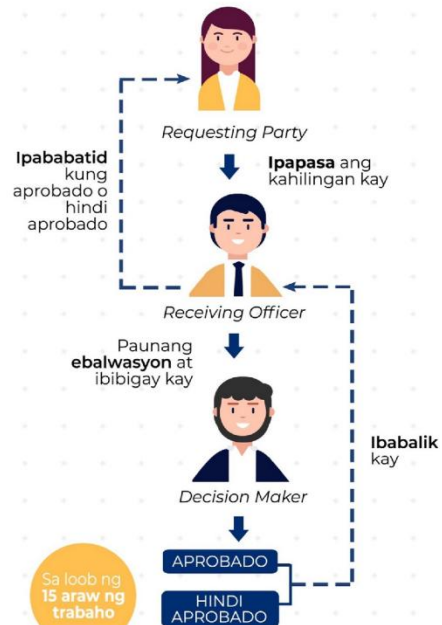 Requesting Party
Ipababatid
kung
aprobado o
hindi
aprobado
Ipapasa ang
kahilingan kay
Receiving Officer
Paunang
ebalwasyon at
ibibigay kay
Ibabalik
kay
Decision Maker
APROBADO
HINDI
APROBADO
Sa loob ng
15 araw ng
trabaho